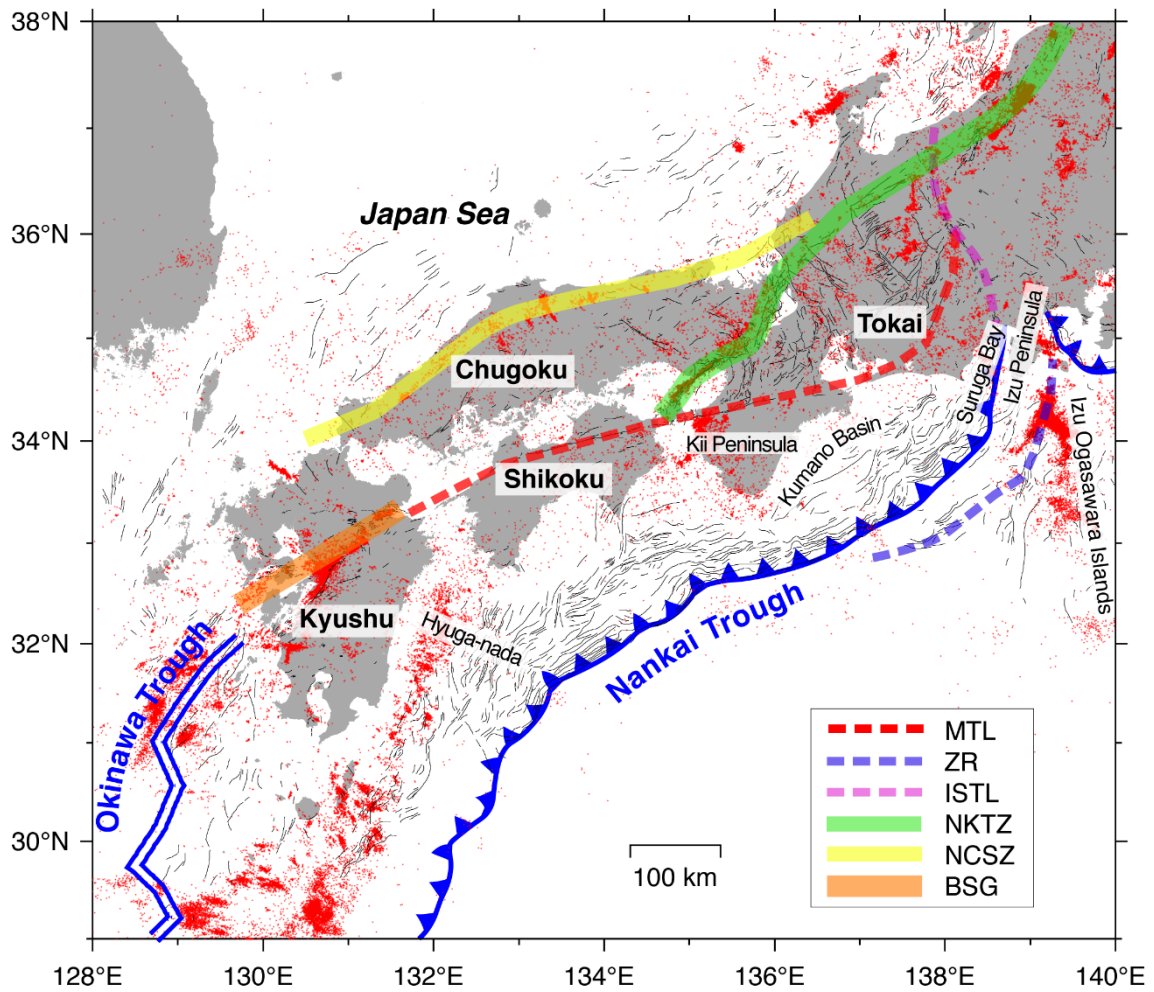 38°N
36°N
34°N
32°N
30°N
128°E
130°E
132°E
134°E
136°E
138°E
140°E
Japan Sea
Tokai
Chugoku
Suruga Bay
Izu Peninsula
Izu Ogasawara Islands
Kii Peninsula
Kumano Basin
Shikoku
Kyushu
Hyuga-nada
Nankai Trough
Okinawa Trough
100 km
MTL
ZR
ISTL
NKTZ
NCSZ
BSG